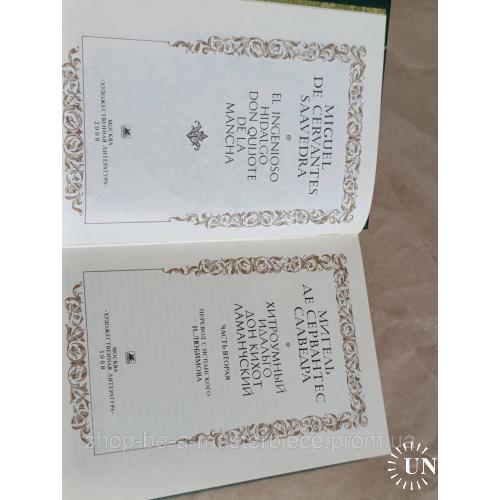 MIGUEL
DE CERVANTES
SAAVEDRA
EL INGENIOSO
HIDALGO
DON QUIJOTE
DE LA
MANCHA
МОСКВА
«ХУДОЖЕСТВЕННАЯ ЛИТЕРАТУРА»
1988
МИГЕЛЬ
ДЕ СЕРВАНТЕС
СААВЕДРА
ХИТРОУМНЫЙ
ИДАЛЬГО
ДОН КИХОТ
ЛАМАНЧСКИЙ
ЧАСТЬ ВТОРАЯ
ПЕРЕВОД С ИСПАНСКОГО
Н. ЛЮБИМОВА
МОСКВА
«ХУДОЖЕСТВЕННАЯ ЛИТЕРАТУРА»
1988
shop-be-a-masterpiece.prom.ua
UN